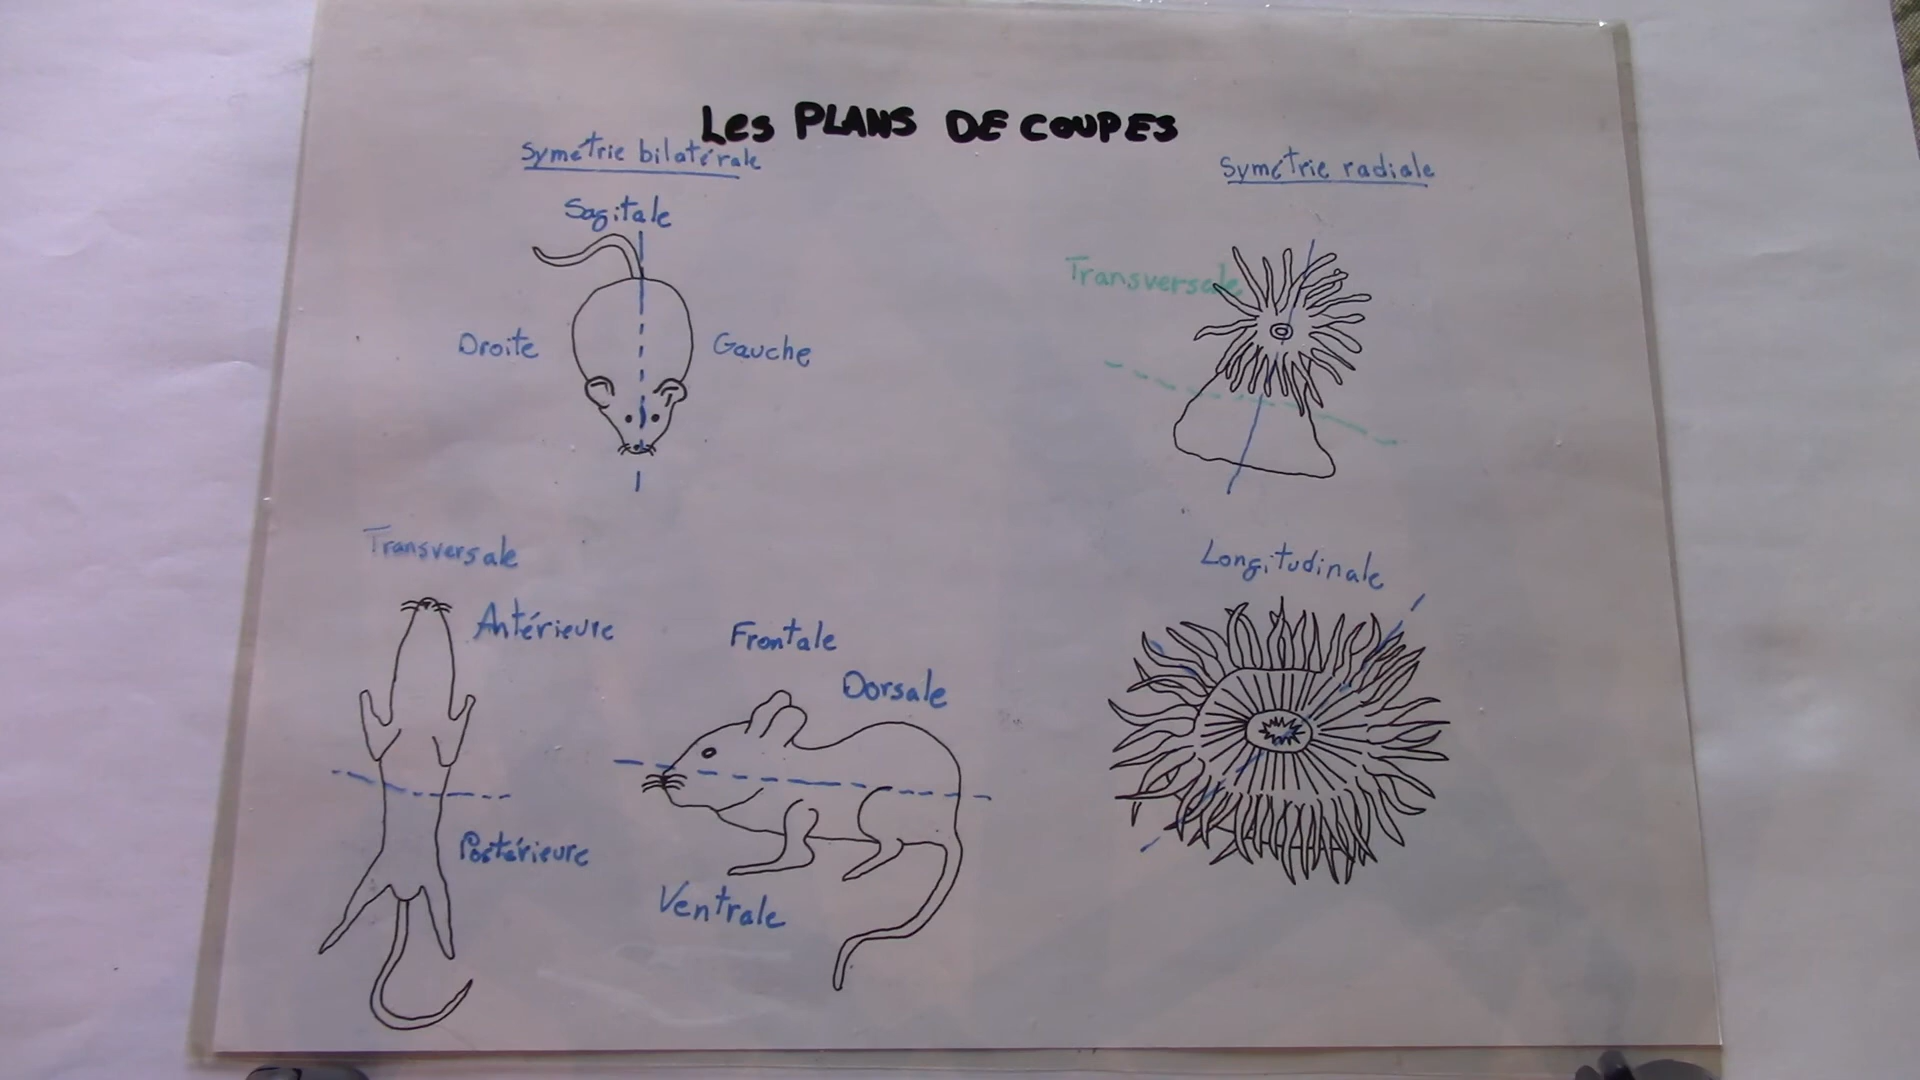 Les PLANS DE COUPES
Symétrie bilatérale
Sagitale
Droite
Gauche
Transversale
Antérieure
Postérieure
Frontale
Dorsale
Ventrale
Symétrie radiale
Transversale
Longitudinale